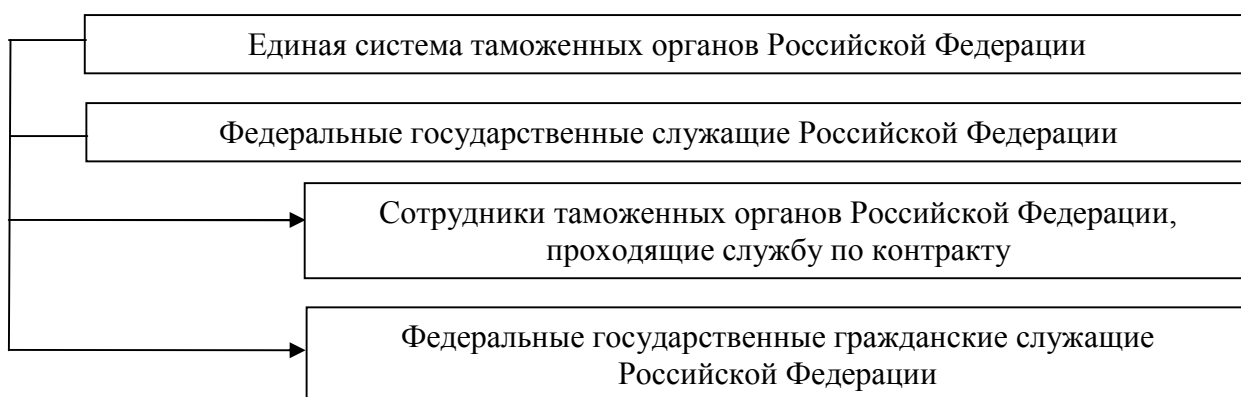 Единая система таможенных органов Российской Федерации
Федеральные государственные служащие Российской Федерации
Сотрудники таможенных органов Российской Федерации,
проходящие службу по контракту
Федеральные государственные гражданские служащие
Российской Федерации